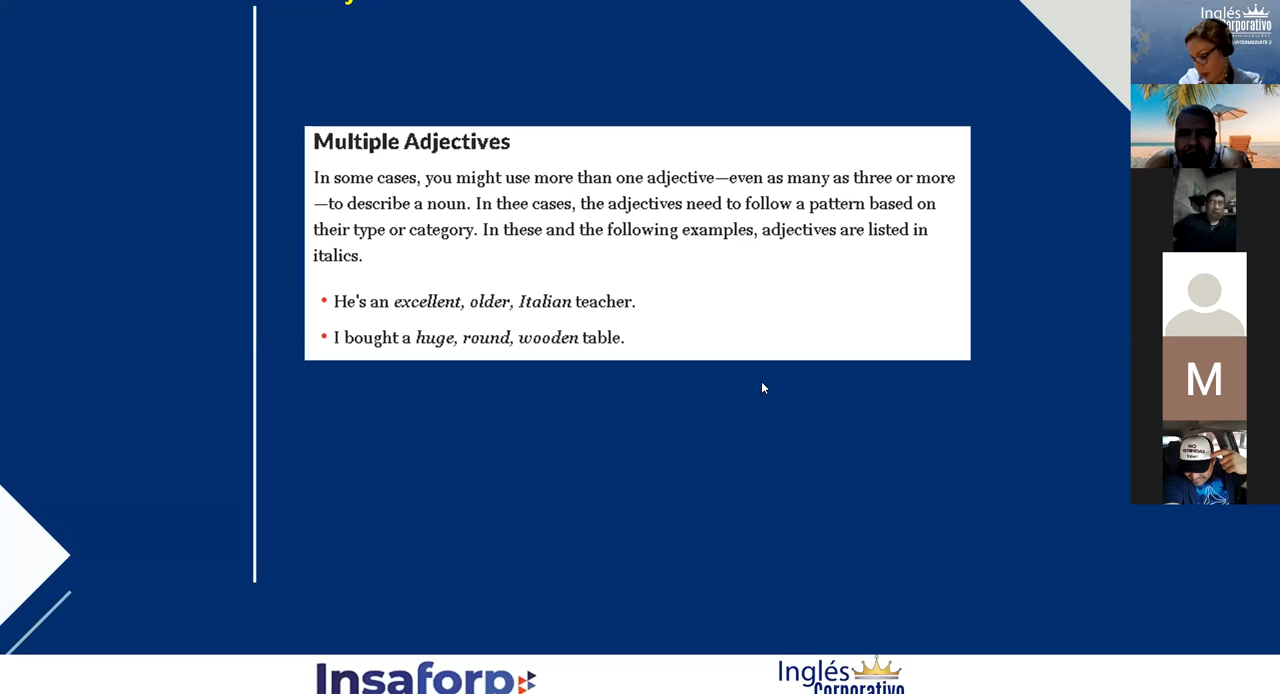 Multiple Adjectives
In some cases, you might use more than one adjective—even as many as three or more
—to describe a noun. In thee cases, the adjectives need to follow a pattern based on
their type or category. In these and the following examples, adjectives are listed in
italics.
• He's an excellent, older, Italian teacher.
• I bought a huge, round, wooden table.
Inglés
Corporativo
INTERMEDIATE 2
M
NO
Insaforp
Inglés
Corporativo